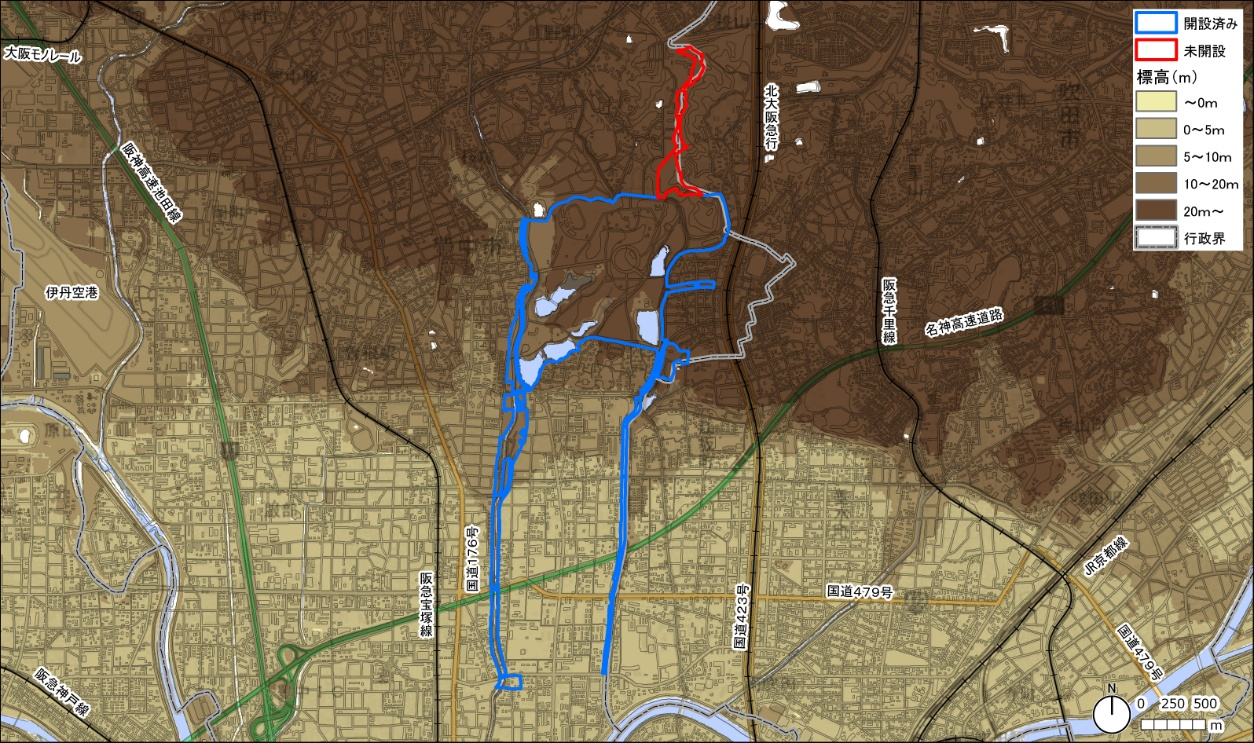 開設済み
未開設
標高(m)
～0m
0～5m
5～10m
10～20m
20m～
行政界
大阪モノレール
阪神高速池田線
北大阪急行
吹田市
豊中市
伊丹空港
阪急千里線
名神高速道路
国道176号
阪急宝塚線
国道423号
国道479号
JR京都線
国道479号
阪急神戸線
N
0 250 500
m